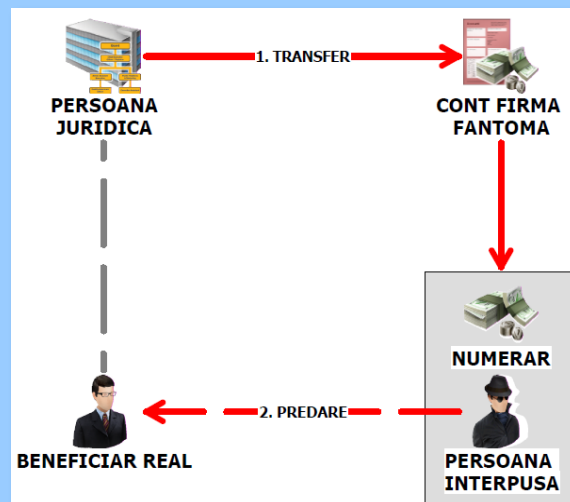 1. TRANSFER
PERSOANA
JURIDICA
CONT FIRMA
FANTOMA
NUMERAR
2. PREDARE
BENEFICIAR REAL
PERSOANA
INTERPUSA